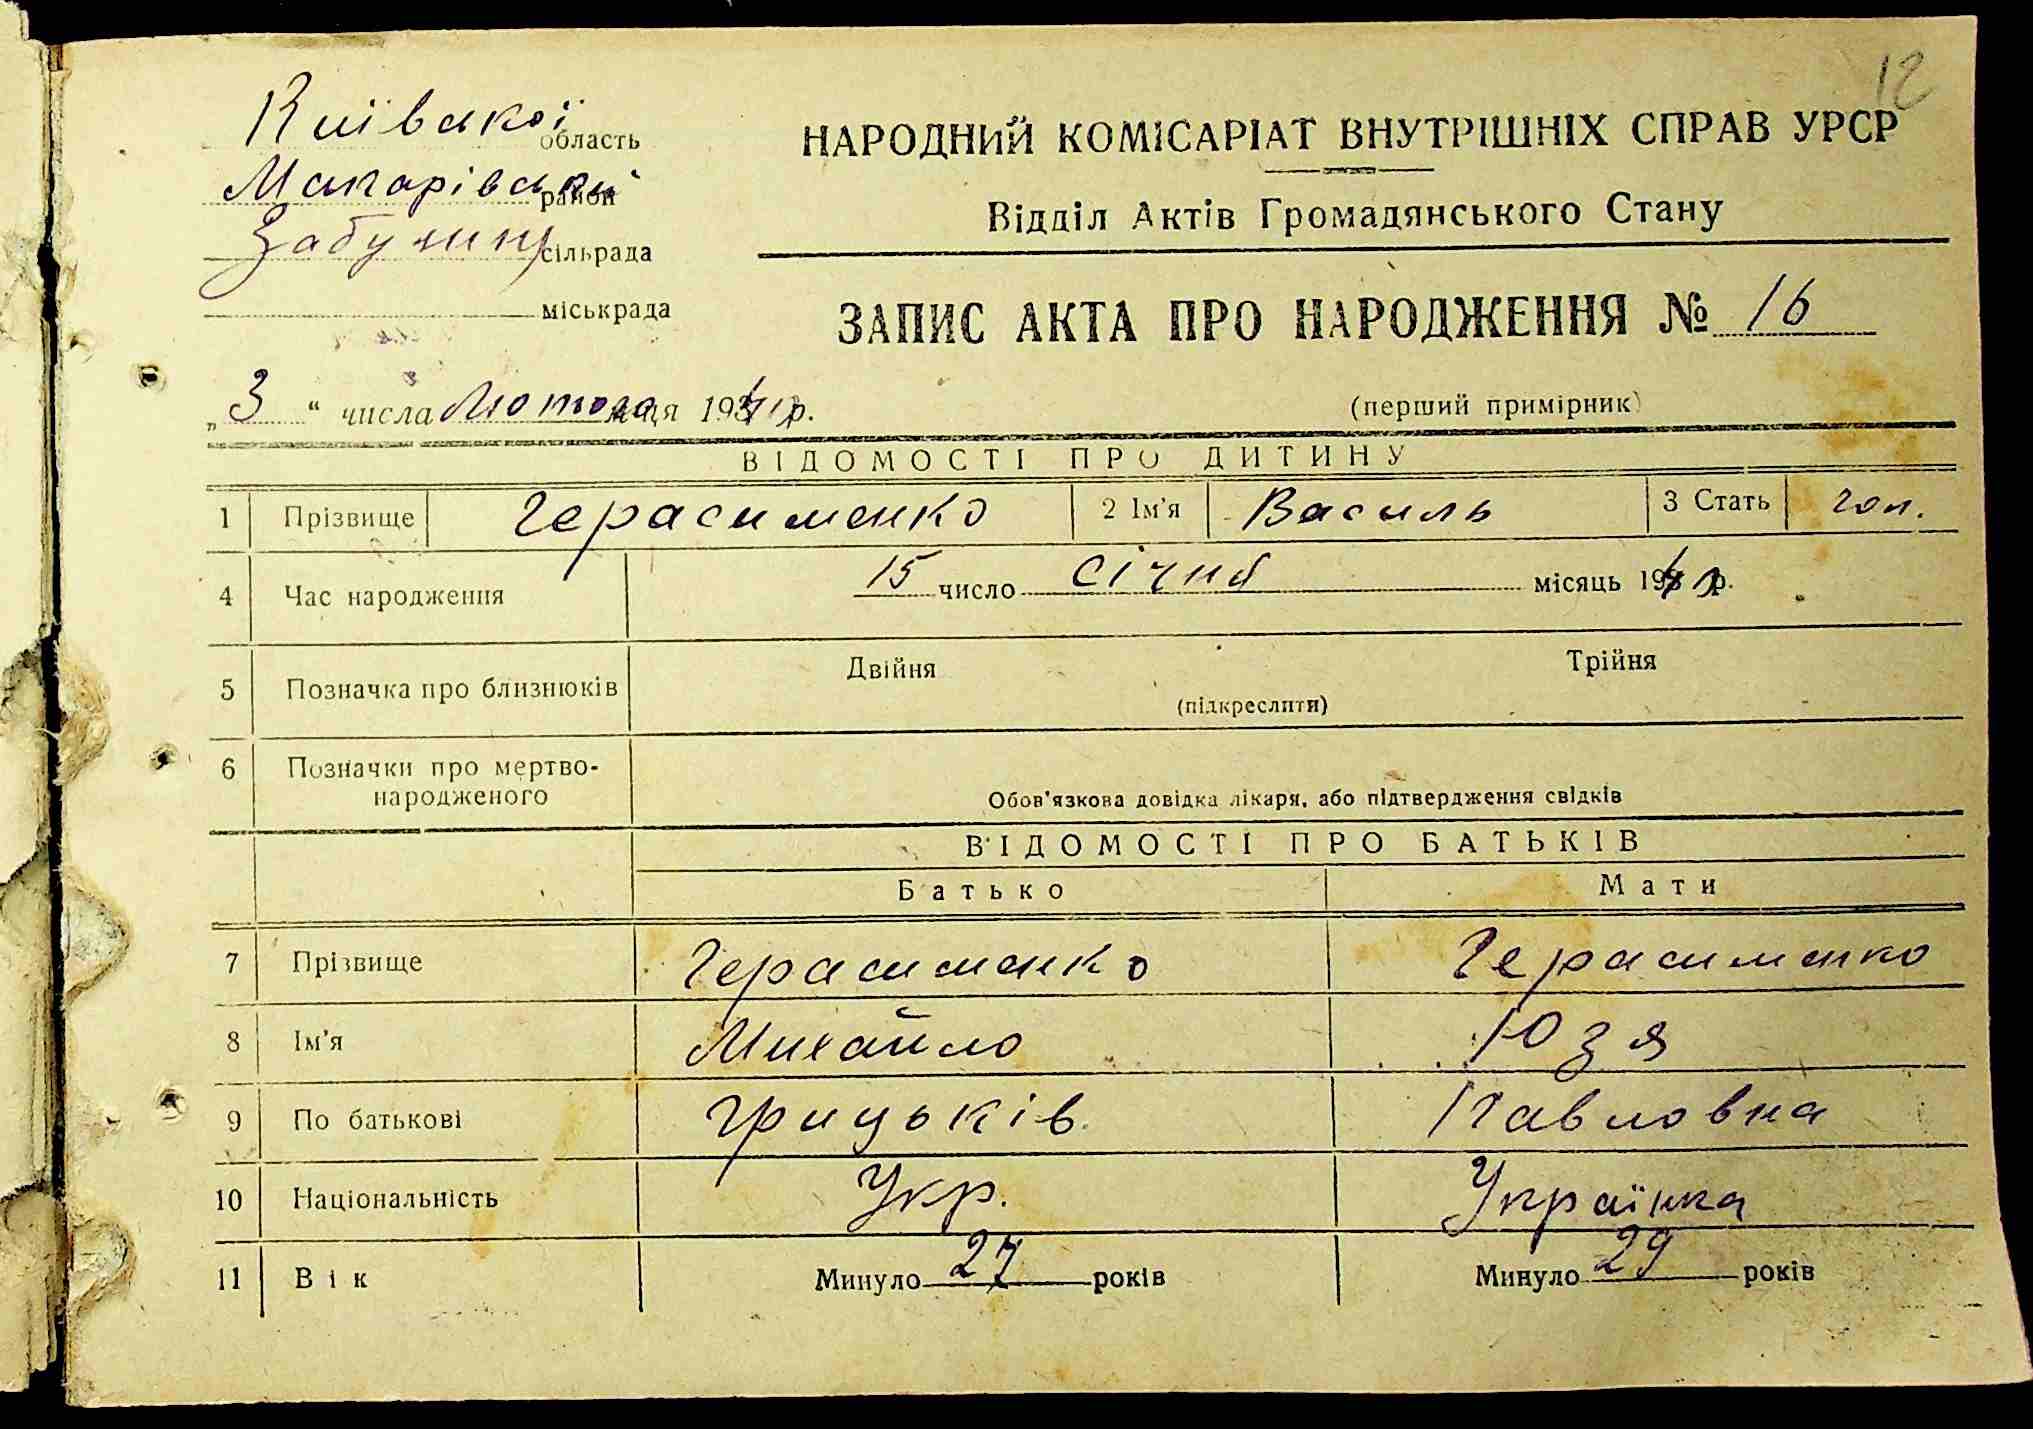 12
Київської область
Макарівський район
Забуян сільрада
міськрада
НАРОДНИЙ КОМІСАРІАТ ВНУТРІШНІХ СПРАВ УРСР
Відділ Актів Громадянського Стану
ЗАПИС АКТА ПРО НАРОДЖЕННЯ № 16
„ 3 “ числа Лютого м-ця 1941 р.
(перший примірник)
ВІДОМОСТІ ПРО ДИТИНУ
1 Прізвище Герасименко 2 Ім'я Василь 3 Стать чол.
4 Час народження 15 число січня місяць 1941 р.
5 Позначка про близнюків Двійня Трійня
(підкреслити)
6 Позначки про мертво-
народженого Обов'язкова довідка лікаря, або підтвердження свідків
ВІДОМОСТІ ПРО БАТЬКІВ
Батько Мати
7 Прізвище Герасименко Герасименко
8 Ім'я Михайло Юзя
9 По батькові Грицьків Павловна
10 Національність Укр. Українка
11 Вік Минуло 27 років Минуло 29 років